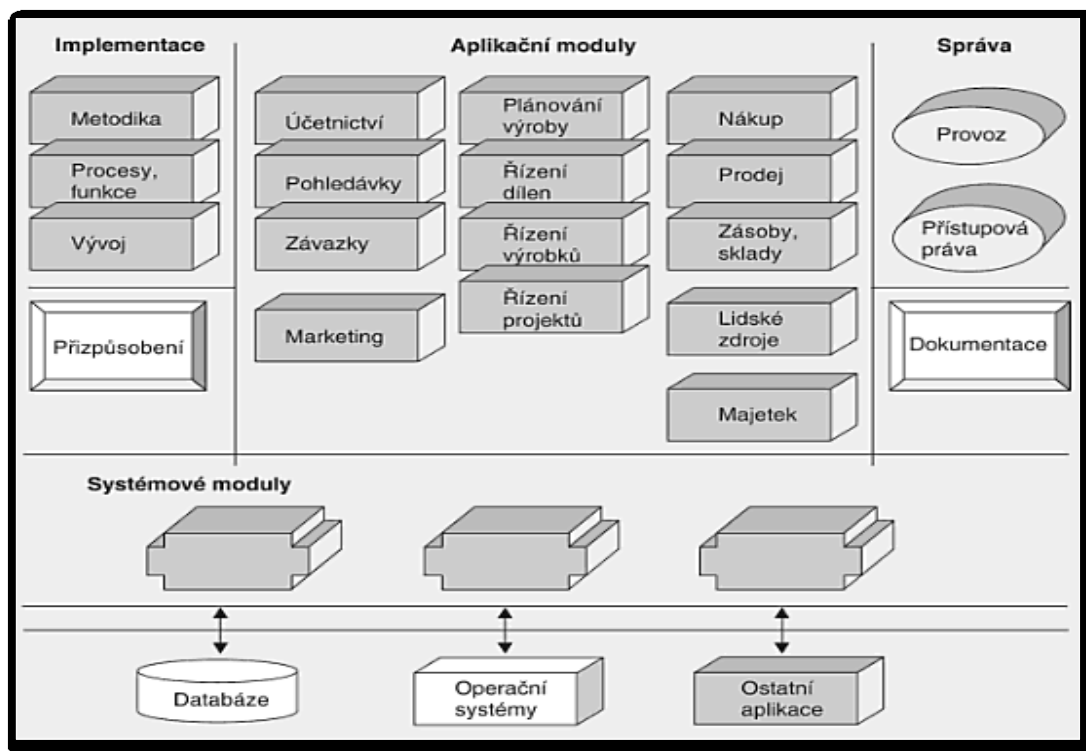 Implementace
Metodika
Procesy,
funkce
Vývoj
Přizpůsobení
Aplikační moduly
Účetnictví
Pohledávky
Závazky
Marketing
Plánování
výroby
Řízení
dílen
Řízení
výrobků
Řízení
projektů
Nákup
Prodej
Zásoby,
sklady
Lidské
zdroje
Majetek
Správa
Provoz
Přístupová
práva
Dokumentace
Systémové moduly
Databáze
Operační
systémy
Ostatní
aplikace